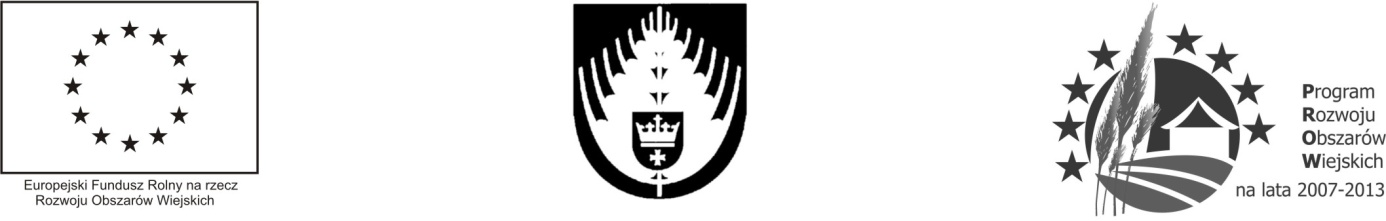 Europejski Fundusz Rolny na rzecz
Rozwoju Obszarów Wiejskich
Program
Rozwoju
Obszarów
Wiejskich
na lata 2007-2013